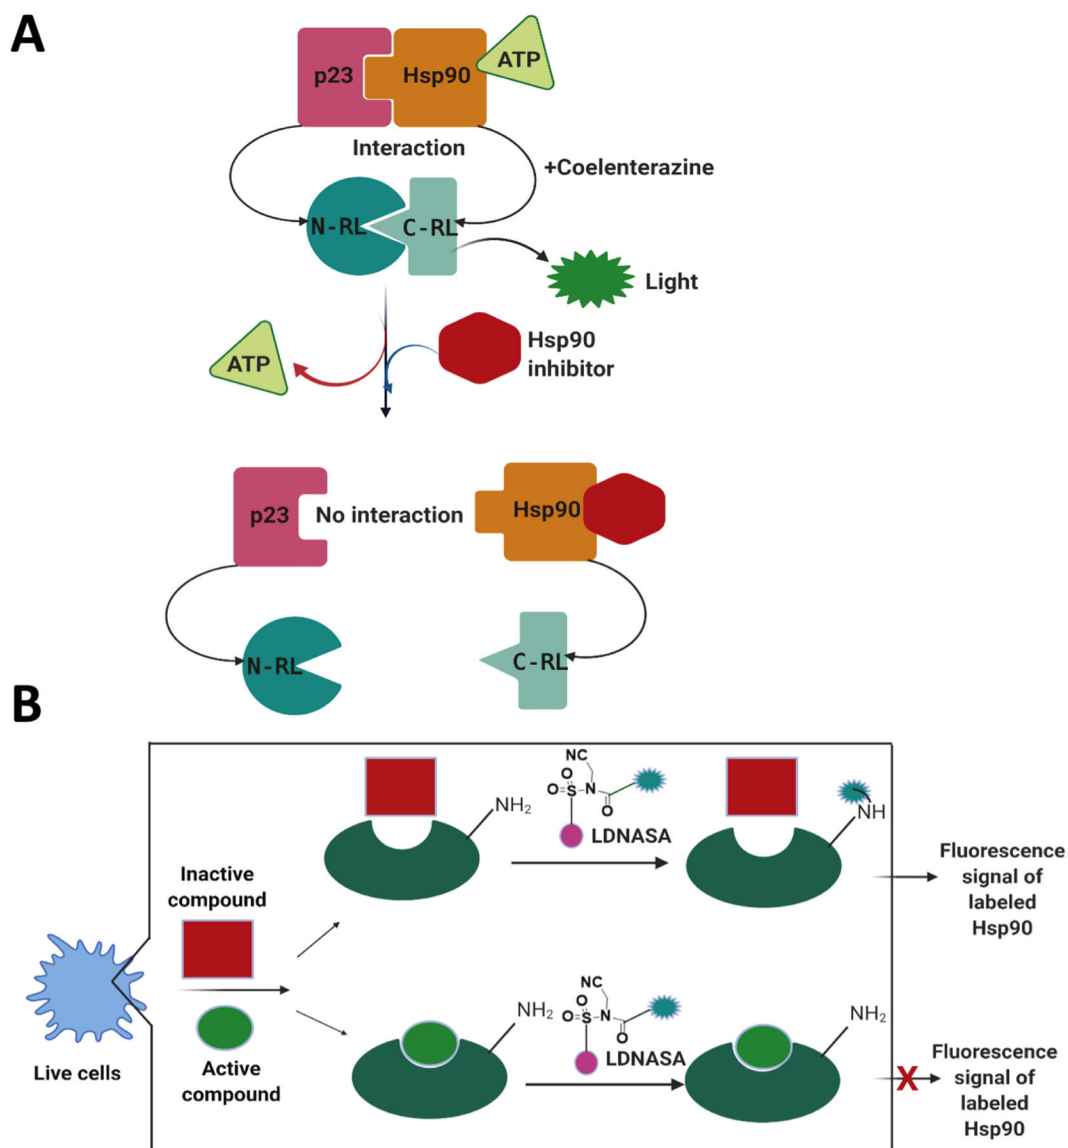 A
p23
Hsp90
ATP
Interaction
+Coelenterazine
N-RL
C-RL
Light
ATP
Hsp90
inhibitor
p23
No interaction
Hsp90
N-RL
C-RL
B
NC
O
O=S
N
O
NH₂
LDNASA
NH
Inactive
compound
Fluorescence
signal of
labeled
Hsp90
Live cells
Active
compound
NH₂
NC
O
O=S
N
O
LDNASA
NH₂
X
Fluorescence
signal of
labeled
Hsp90